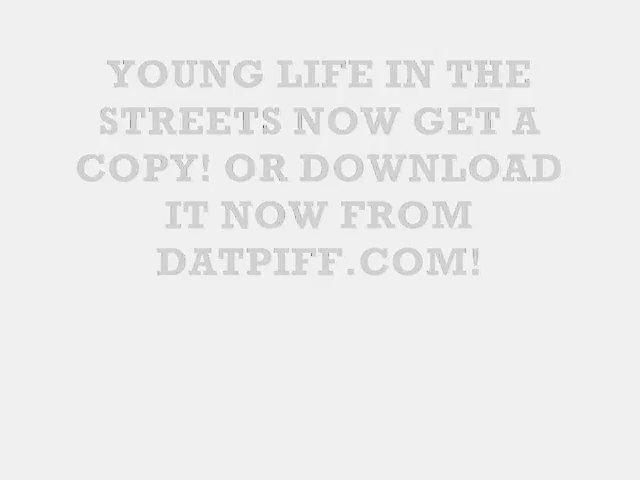 YOUNG LIFE IN THE
STREETS NOW GET A
COPY! OR DOWNLOAD
IT NOW FROM
DATPIFF.COM!